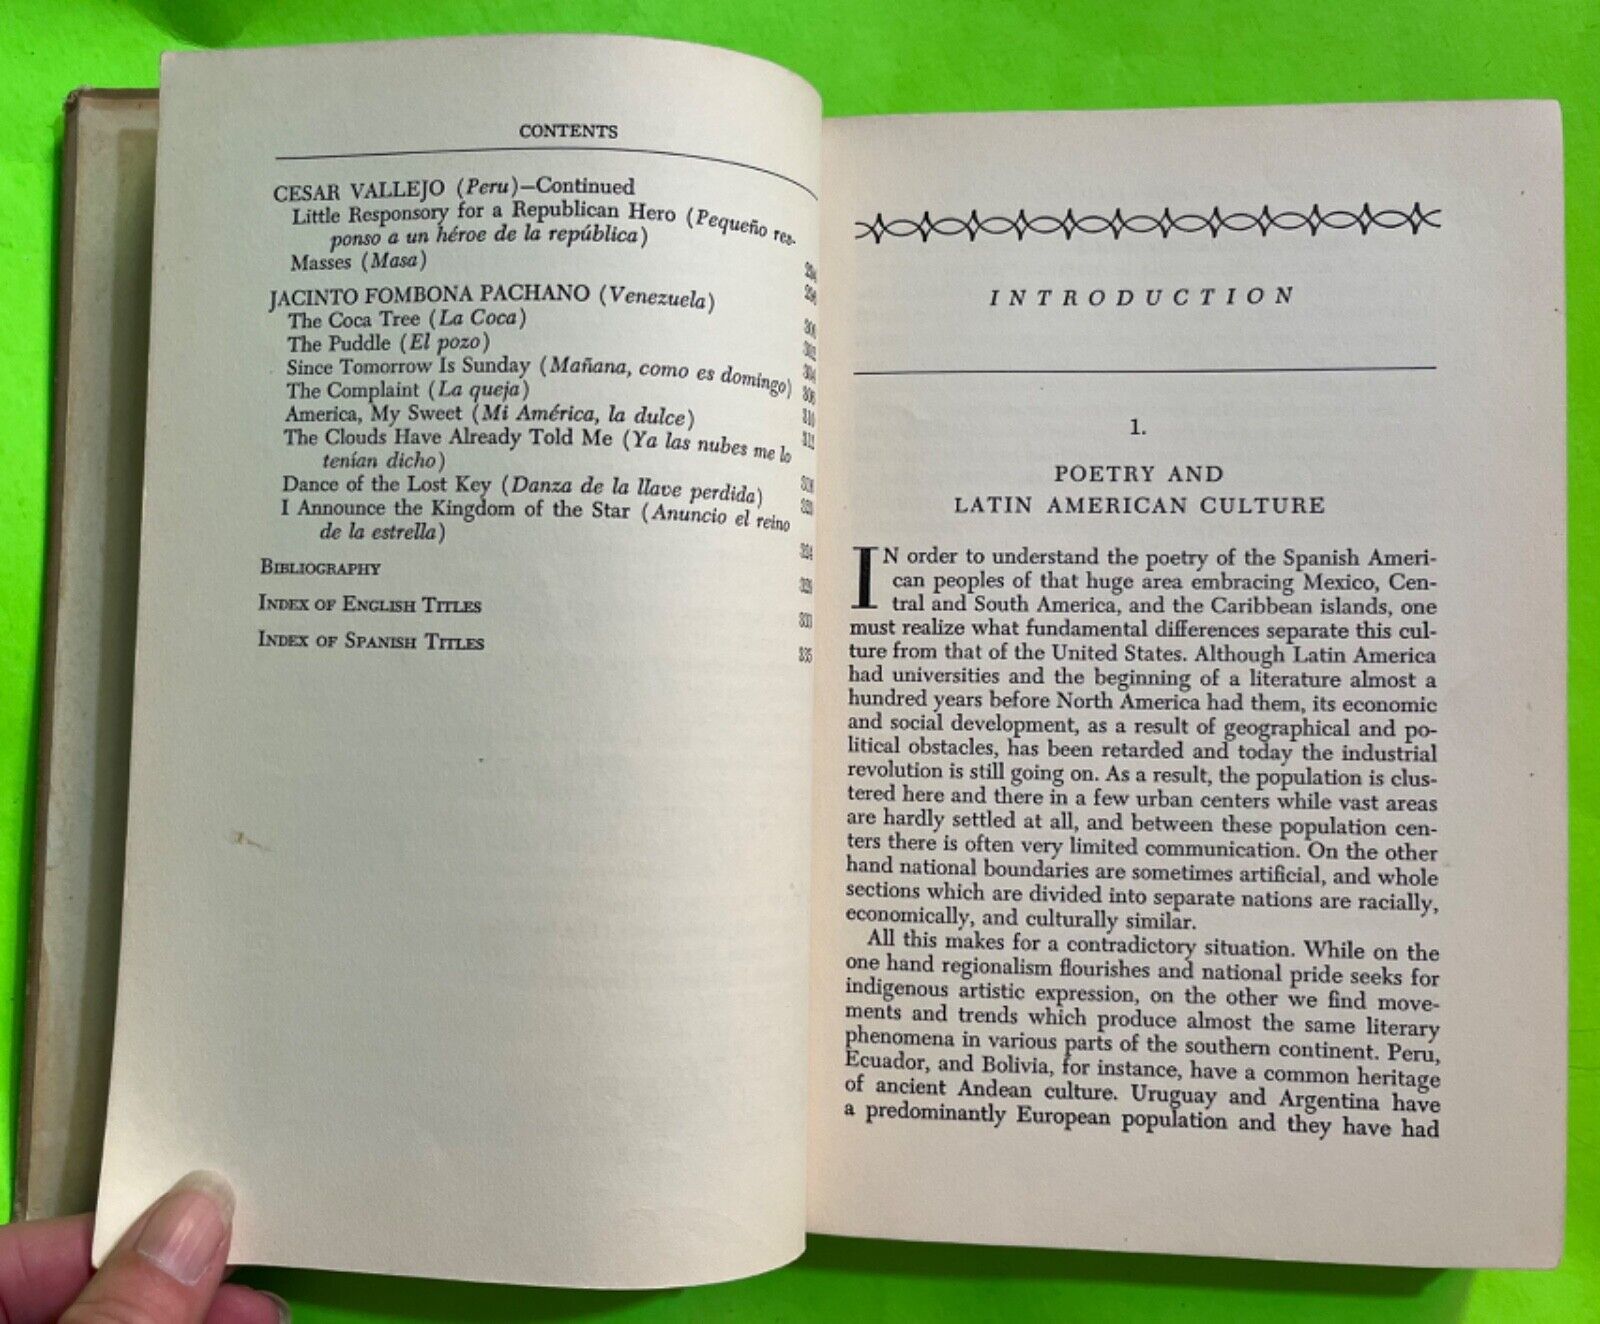 CONTENTS
CESAR VALLEJO (Peru)—Continued
Little Responsory for a Republican Hero (Pequeño res-
ponso a un héroe de la república) 294
Masses (Masa) 298
JACINTO FOMBONA PACHANO (Venezuela)
The Coca Tree (La Coca) 300
The Puddle (El pozo) 302
Since Tomorrow Is Sunday (Mañana, como es domingo) 304
The Complaint (La queja) 306
America, My Sweet (Mi América, la dulce) 310
The Clouds Have Already Told Me (Ya las nubes me lo
tenían dicho) 312
Dance of the Lost Key (Danza de la llave perdida) 318
I Announce the Kingdom of the Star (Anuncio el reino
de la estrella) 324
BIBLIOGRAPHY 329
INDEX OF ENGLISH TITLES 333
INDEX OF SPANISH TITLES 335
INTRODUCTION
1.
POETRY AND
LATIN AMERICAN CULTURE
IN order to understand the poetry of the Spanish Ameri-
can peoples of that huge area embracing Mexico, Cen-
tral and South America, and the Caribbean islands, one
must realize what fundamental differences separate this cul-
ture from that of the United States. Although Latin America
had universities and the beginning of a literature almost a
hundred years before North America had them, its economic
and social development, as a result of geographical and po-
litical obstacles, has been retarded and today the industrial
revolution is still going on. As a result, the population is clus-
tered here and there in a few urban centers while vast areas
are hardly settled at all, and between these population cen-
ters there is often very limited communication. On the other
hand national boundaries are sometimes artificial, and whole
sections which are divided into separate nations are racially,
economically, and culturally similar.
All this makes for a contradictory situation. While on the
one hand regionalism flourishes and national pride seeks for
indigenous artistic expression, on the other we find move-
ments and trends which produce almost the same literary
phenomena in various parts of the southern continent. Peru,
Ecuador, and Bolivia, for instance, have a common heritage
of ancient Andean culture. Uruguay and Argentina have
a predominantly European population and they have had